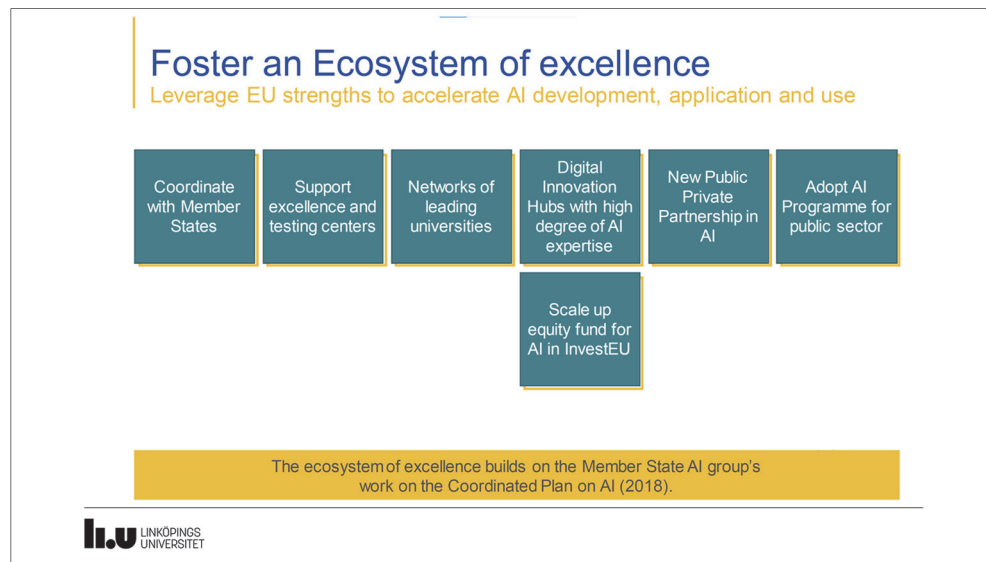 Foster an Ecosystem of excellence
Leverage EU strengths to accelerate AI development, application and use
Coordinate
with Member
States
Support
excellence and
testing centers
Networks of
leading
universities
Digital
Innovation
Hubs with high
degree of AI
expertise
New Public
Private
Partnership in
AI
Adopt AI
Programme for
public sector
Scale up
equity fund for
AI in InvestEU
The ecosystem of excellence builds on the Member State AI group's
work on the Coordinated Plan on AI (2018).
li.u LINKÖPINGS
UNIVERSITET